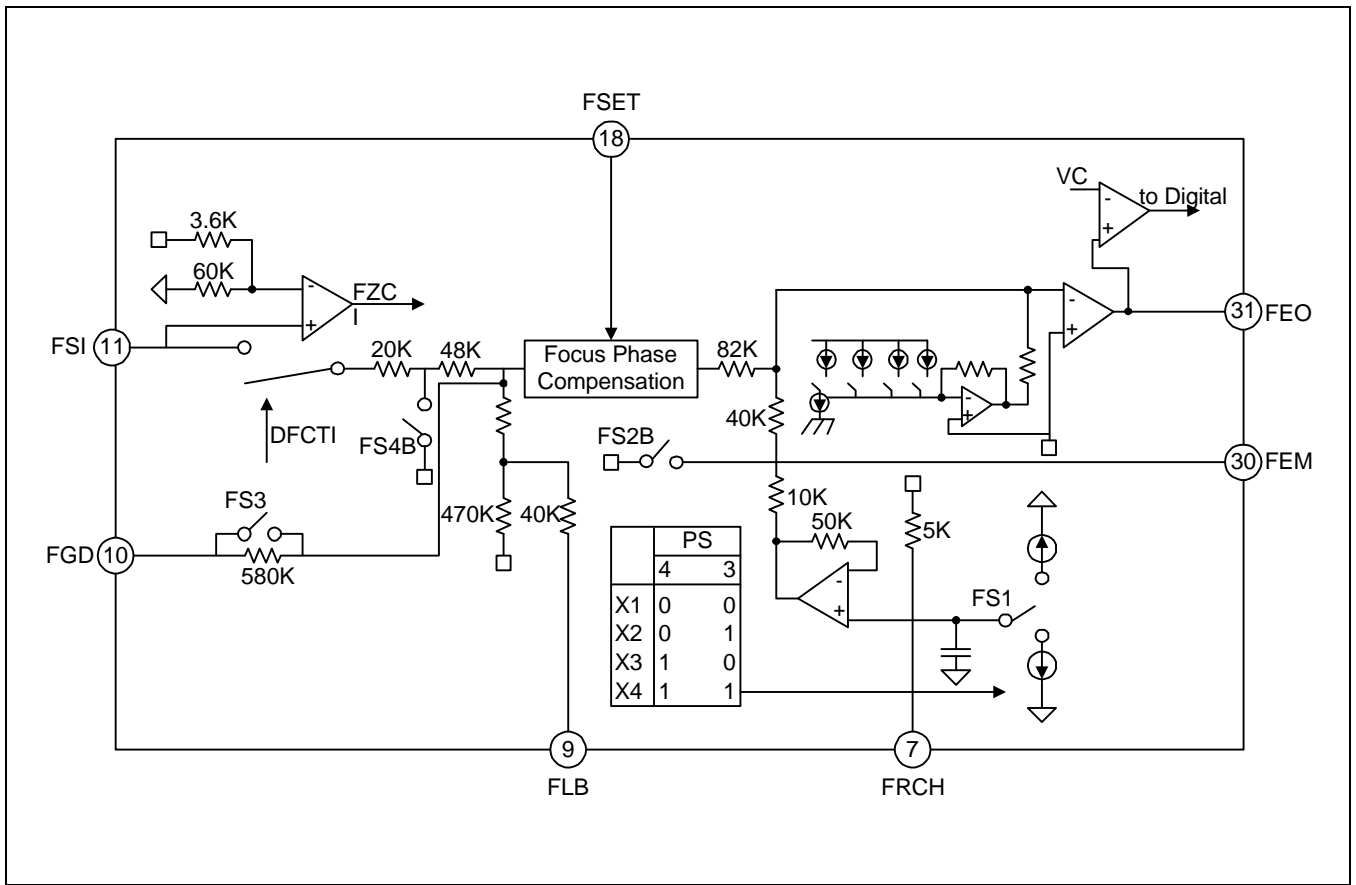 FSET
18
VC
-
+
to Digital
3.6K
60K
-
+
FZC
I
FSI 11
20K
48K
Focus Phase
Compensation
82K
-
+
31 FEO
DFCTI
FS4B
40K
-
+
FS2B
30 FEM
FS3
580K
FGD 10
470K
40K
10K
50K
5K
-
+
FS1
PS
4 3
X1 0 0
X2 0 1
X3 1 0
X4 1 1
9
FLB
7
FRCH